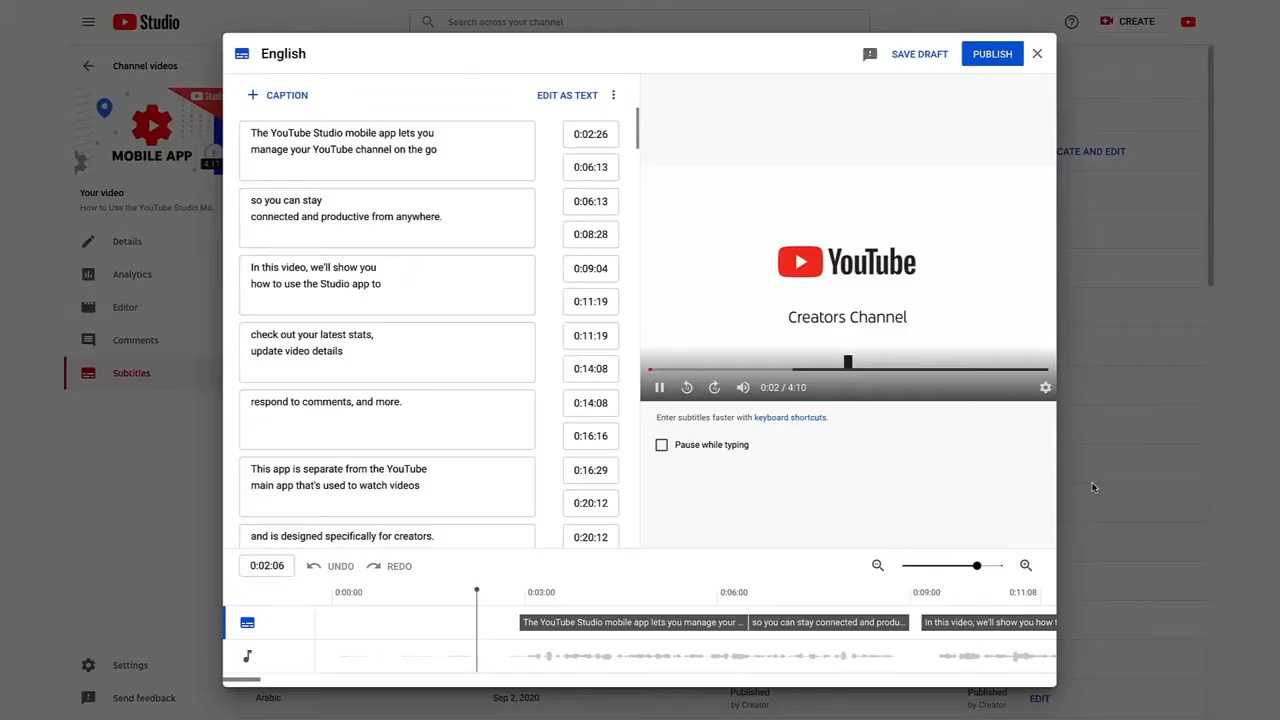 Studio
Search across your channel
CREATE
English
SAVE DRAFT
PUBLISH
Channel videos
Studio
MOBILE APP
4:11
Your video
How to Use the YouTube Studio Mo...
Details
Analytics
Editor
Comments
Subtitles
Settings
Send feedback
CAPTION
EDIT AS TEXT
The YouTube Studio mobile app lets you
manage your YouTube channel on the go
0:02:26
0:06:13
so you can stay
connected and productive from anywhere.
0:06:13
0:08:28
In this video, we'll show you
how to use the Studio app to
0:09:04
0:11:19
check out your latest stats,
update video details
0:11:19
0:14:08
respond to comments, and more.
0:14:08
0:16:16
This app is separate from the YouTube
main app that's used to watch videos
0:16:29
0:20:12
and is designed specifically for creators.
0:20:12
YouTube
Creators Channel
0:02 / 4:10
Enter subtitles faster with keyboard shortcuts.
Pause while typing
CATE AND EDIT
0:02:06
UNDO
REDO
0:00:00
0:03:00
0:06:00
0:09:00
0:11:08
The YouTube Studio mobile app lets you manage your ...
so you can stay connected and produ...
In this video, we'll show you how t
Arabic
Sep 2, 2020
Published
by Creator
Published
by Creator
EDIT